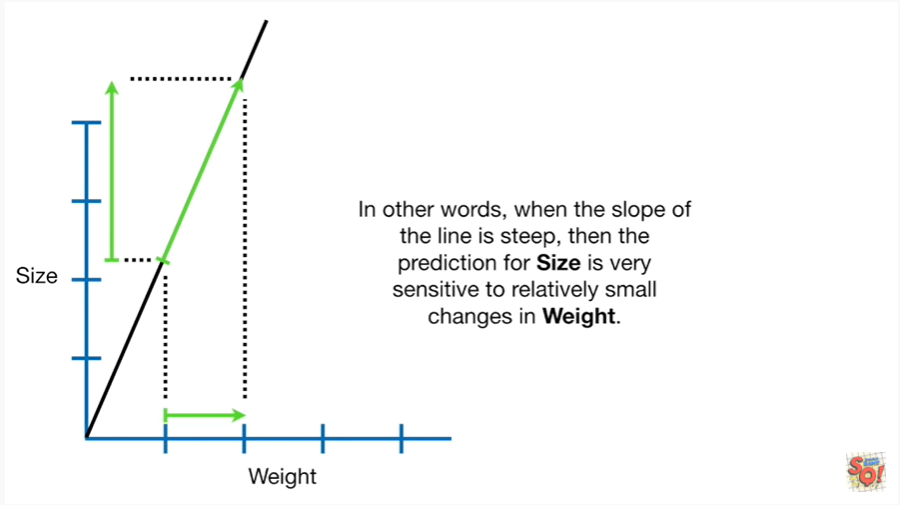 In other words, when the slope of
the line is steep, then the
prediction for Size is very
sensitive to relatively small
changes in Weight.
Size
Weight
SQ!